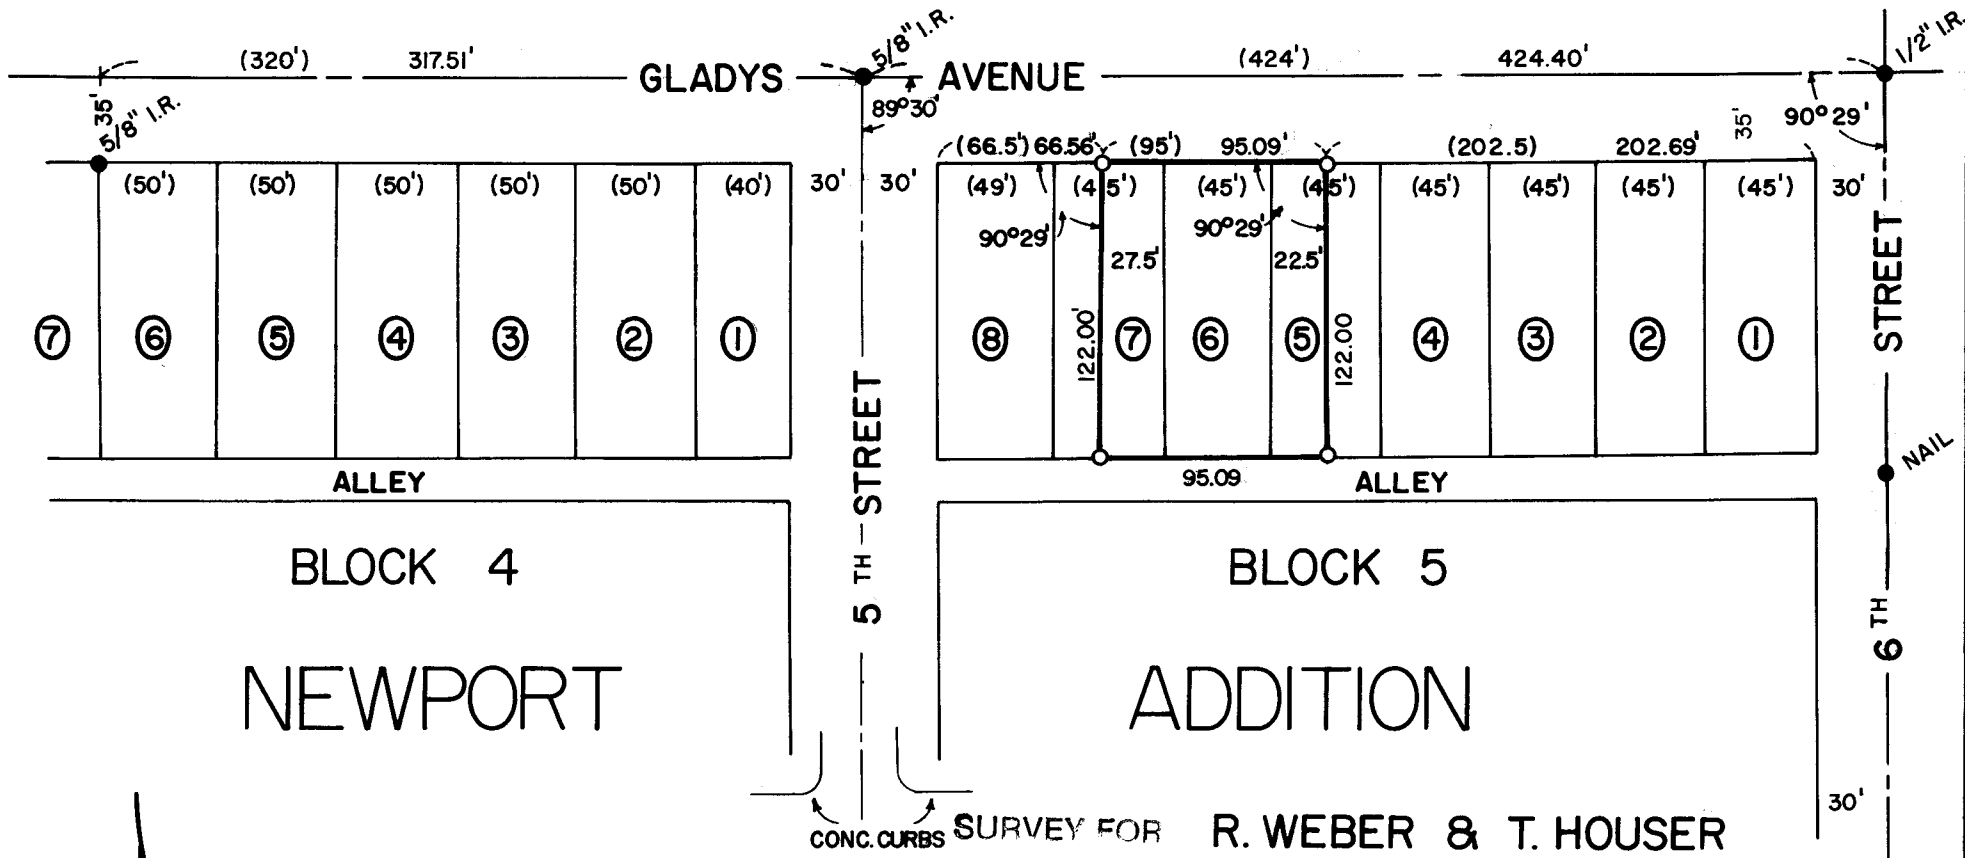 (320') 317.51' GLADYS AVENUE (424') 424.40'
5/8" I.R.
1/2" I.R.
35'
5/8" I.R.
89°30'
35'
90°29'
(66.5') 66.56' (95') 95.09' (202.5) 202.69'
(50') (50') (50') (50') (50') (40') 30' 30' (49') (45') (45') (45') (45') (45') (45') (45') 30'
90°29' 90°29'
27.5' 22.5'
7 6 5 4 3 2 1 8 7 6 5 4 3 2 1
122.00' 122.00
ALLEY
95.09
ALLEY
NAIL
5TH STREET
6TH STREET
BLOCK 4 BLOCK 5
NEWPORT ADDITION
30'
CONC. CURBS
SURVEY FOR R. WEBER & T. HOUSER